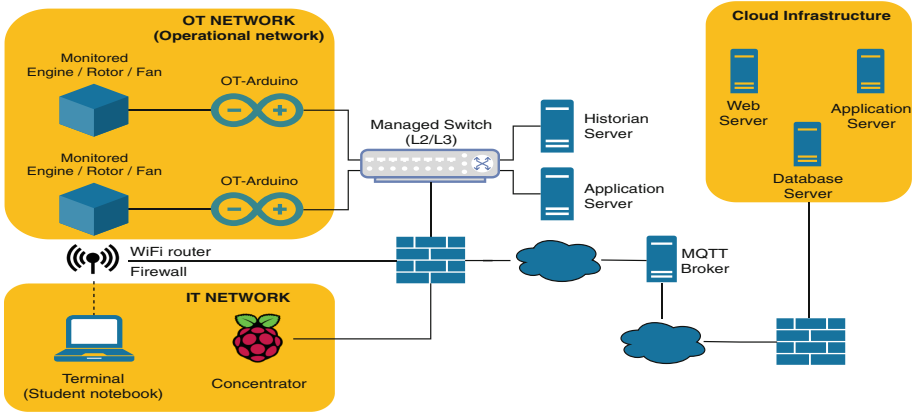 OT NETWORK
(Operational network)
Monitored
Engine / Rotor / Fan
OT-Arduino
Monitored
Engine / Rotor / Fan
OT-Arduino
Managed Switch
(L2/L3)
Historian
Server
Application
Server
Cloud Infrastructure
Web
Server
Application
Server
Database
Server
WiFi router
Firewall
MQTT
Broker
IT NETWORK
Terminal
(Student notebook)
Concentrator